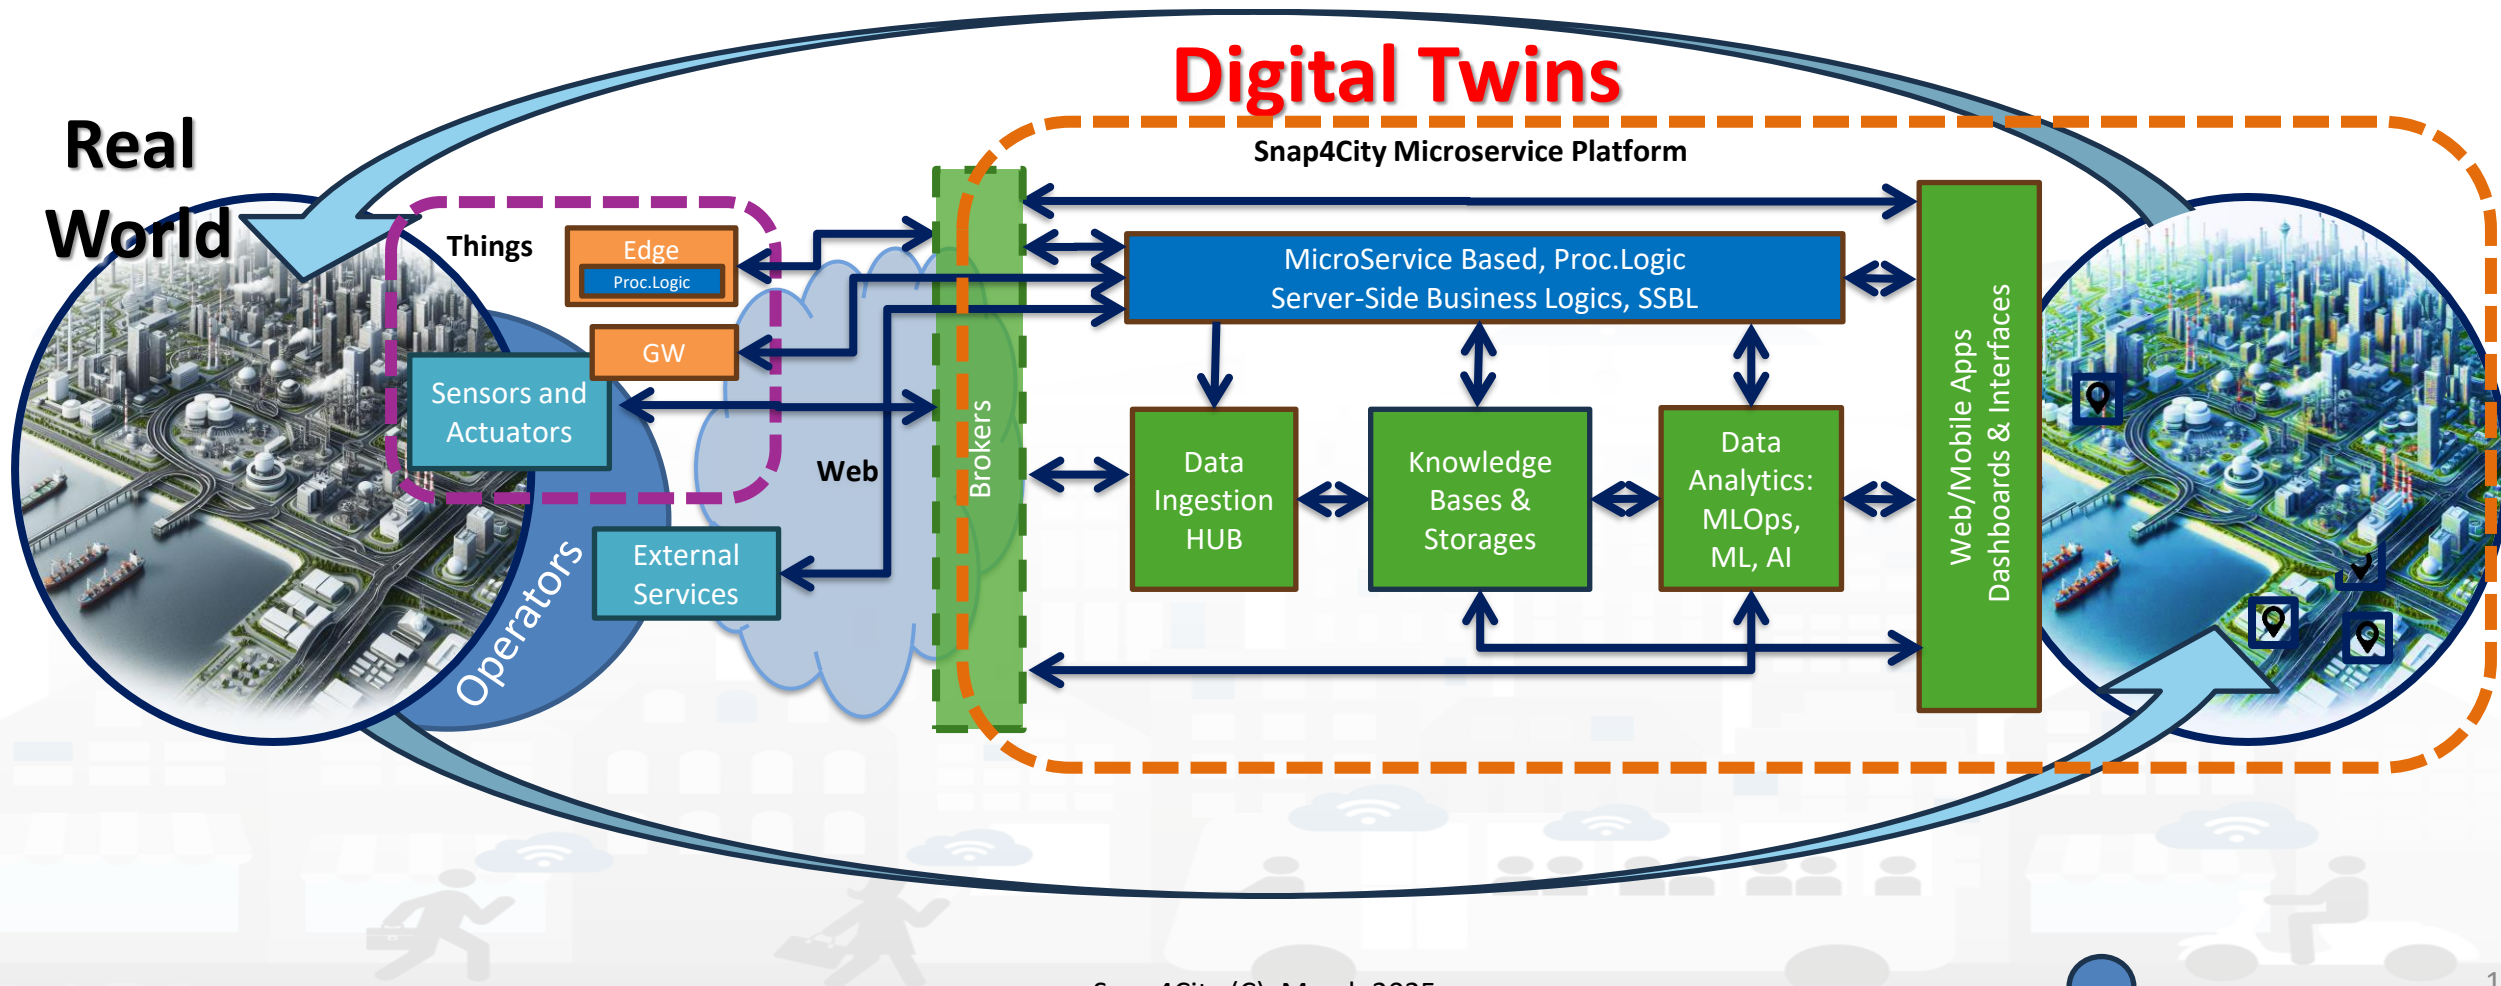 Digital Twins
Real
World
Snap4City Microservice Platform
Things
Edge
Proc.Logic
GW
Sensors and
Actuators
Operators
External
Services
Web
Brokers
MicroService Based, Proc.Logic
Server-Side Business Logics, SSBL
Data
Ingestion
HUB
Knowledge
Bases &
Storages
Data
Analytics:
MLOps,
ML, AI
Web/Mobile Apps
Dashboards & Interfaces